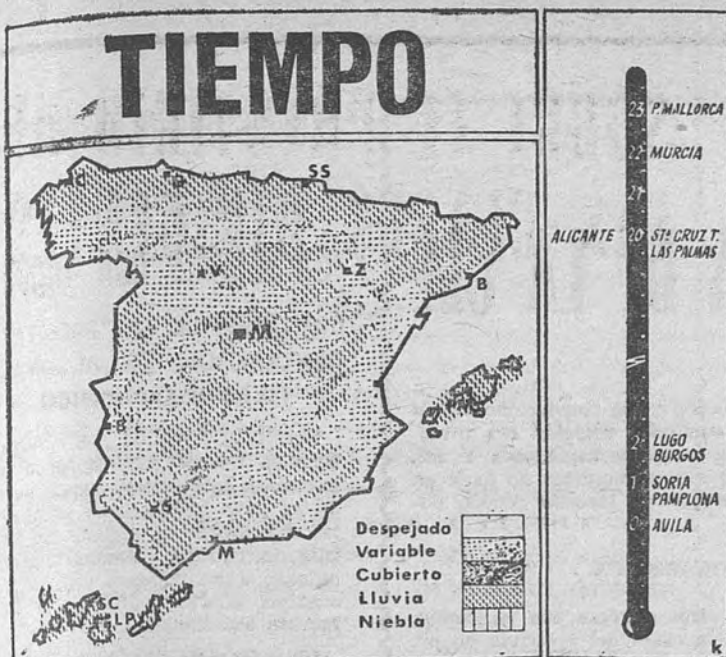 TIEMPO
C
O
SS
V
Z
B
M
B
S
M
SC
LP
Despejado
Variable
Cubierto
Lluvia
Niebla
23 P. MALLORCA
22 MURCIA
21
ALICANTE 20 STA CRUZ T.
LAS PALMAS
2 LUGO
BURGOS
1 SORIA
PAMPLONA
0 AVILA
k